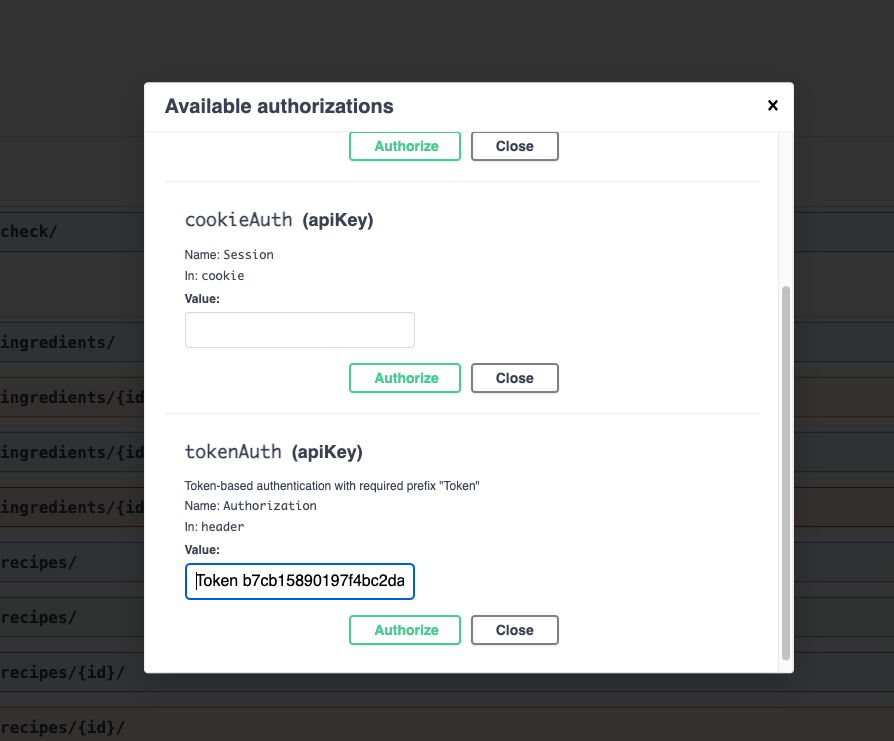 Available authorizations
×
Authorize Close
cookieAuth (apiKey)
Name: Session
In: cookie
Value:
Authorize Close
tokenAuth (apiKey)
Token-based authentication with required prefix "Token"
Name: Authorization
In: header
Value:
Token b7cb15890197f4bc2da
Authorize Close
check/
ingredients/
ingredients/{id
ingredients/{id
ingredients/{id
recipes/
recipes/
recipes/{id}/
recipes/{id}/